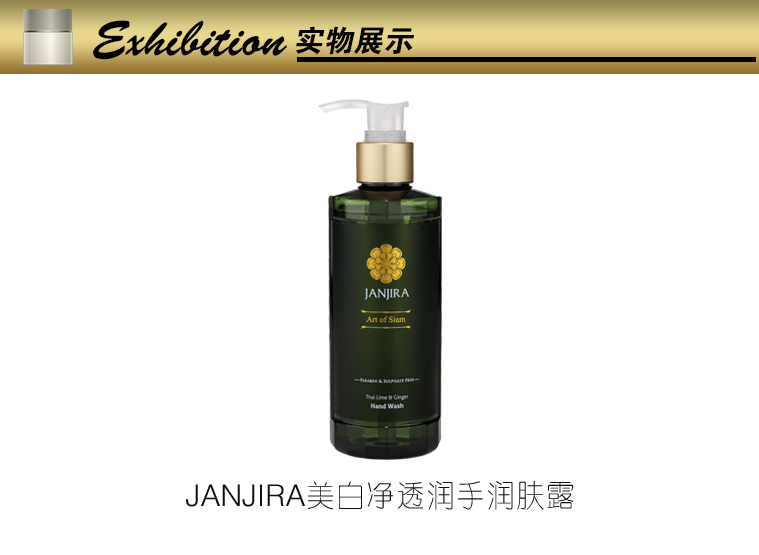 Exhibition 实物展示
JANJIRA
Art of Siam
PARABEN & SULPHATE FREE
Thai Lime & Ginger
Hand Wash
JANJIRA美白净透润手润肤露